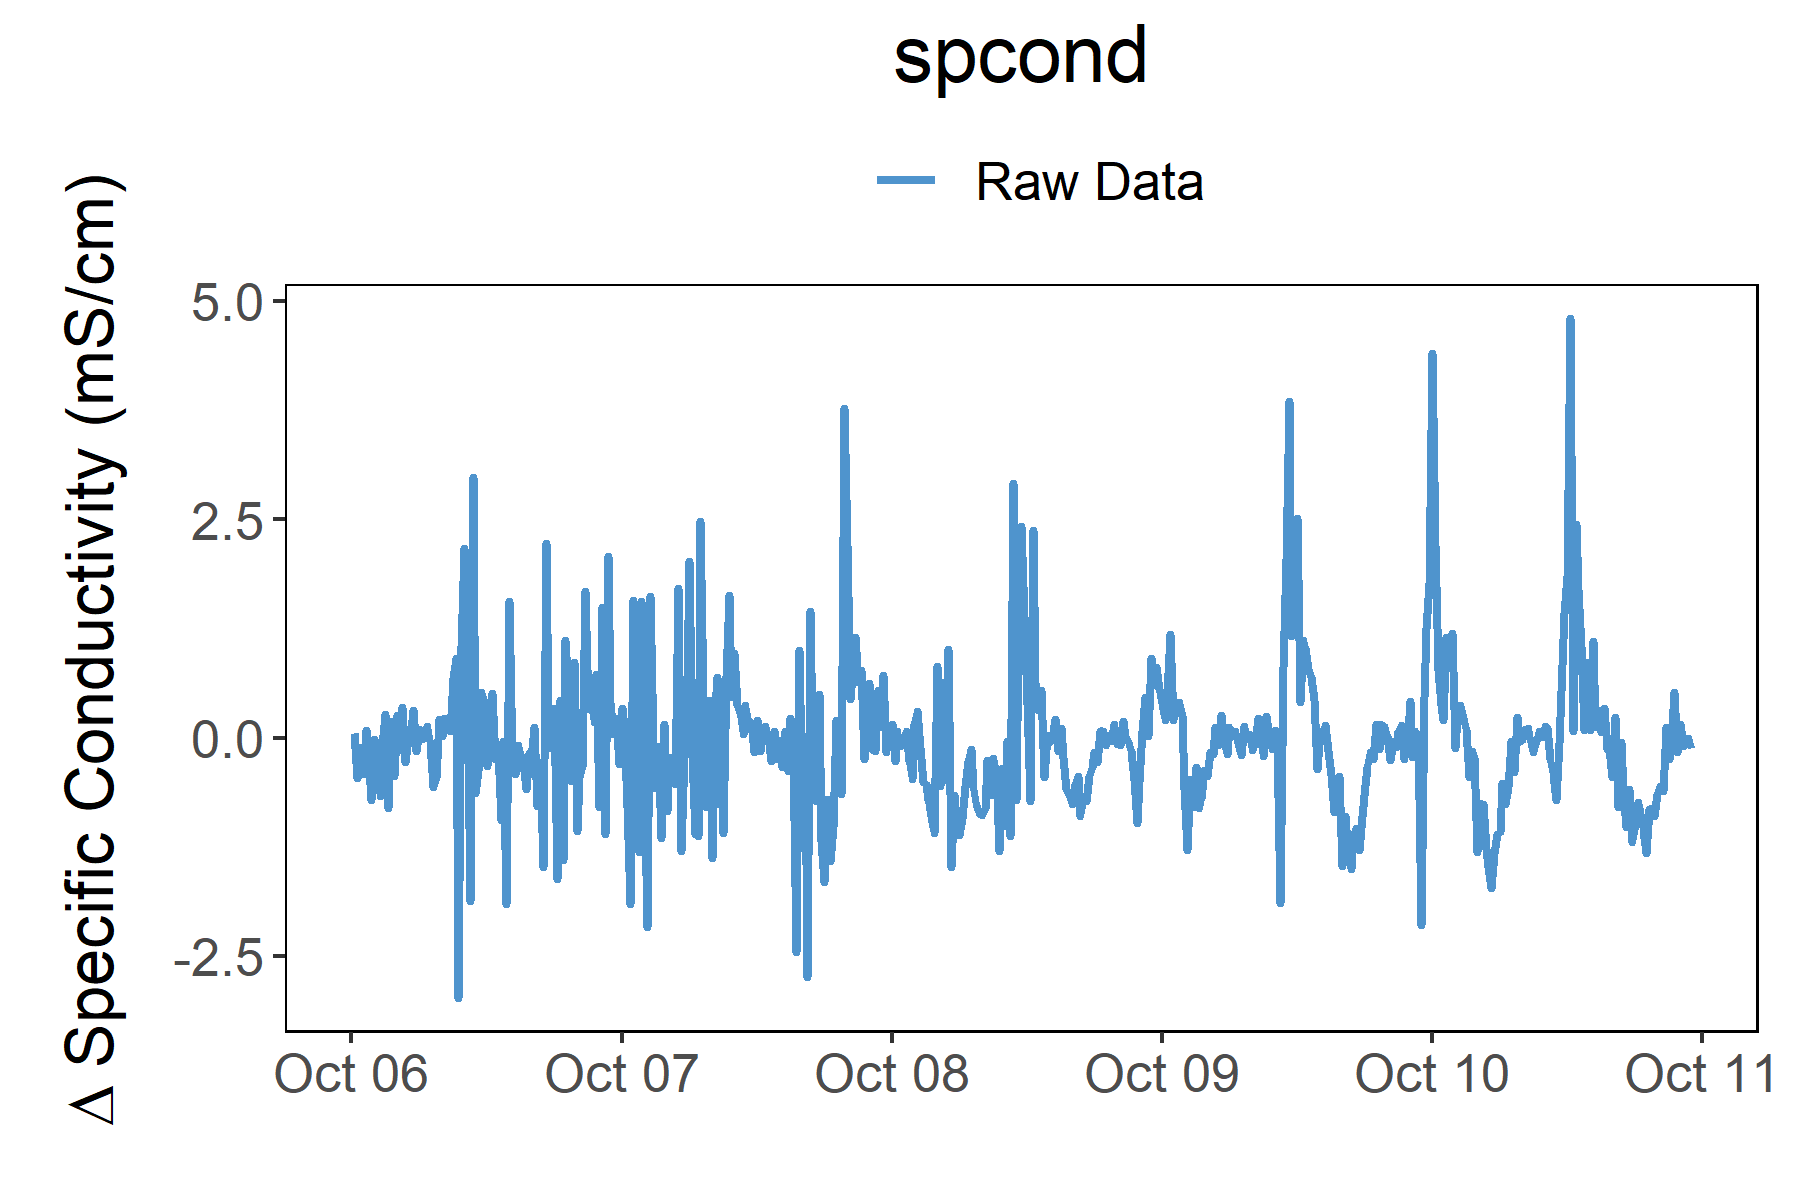 spcond
Raw Data
Δ Specific Conductivity (mS/cm)
5.0
2.5
0.0
-2.5
Oct 06
Oct 07
Oct 08
Oct 09
Oct 10
Oct 11